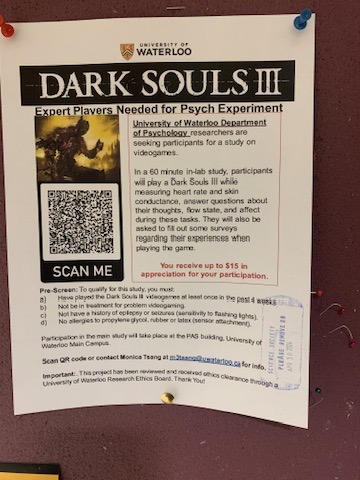 UNIVERSITY OF
WATERLOO
DARK SOULS III
Expert Players Needed for Psych Experiment
University of Waterloo Department
of Psychology researchers are
seeking participants for a study on
videogames.
In a 60 minute in-lab study, participants
will play a Dark Souls III while
measuring heart rate and skin
conductance, answer questions about
their thoughts, flow state, and affect
during these tasks. They will also be
asked to fill out some surveys
regarding their experiences when
playing the game.
You receive up to $15 in
appreciation for your participation.
SCAN ME
Pre-Screen: To qualify for this study, you must:
a) Have played the Dark Souls III videogames at least once in the past 4 weeks
b) Not be in treatment for problem videogaming.
c) Not have a history of epilepsy or seizures (sensitivity to flashing lights).
d) No allergies to propylene glycol, rubber or latex (sensor attachment).
Participation in the main study will take place at the PAS building, University of
Waterloo Main Campus.
Scan QR code or contact Monica Tsang at @uwaterloo.ca for info.
Important:. This project has been reviewed and received ethics clearance through a
University of Waterloo Research Ethics Board. Thank You!
SCIENCE SOCIETY
PLEASE REMOVE BY
APR